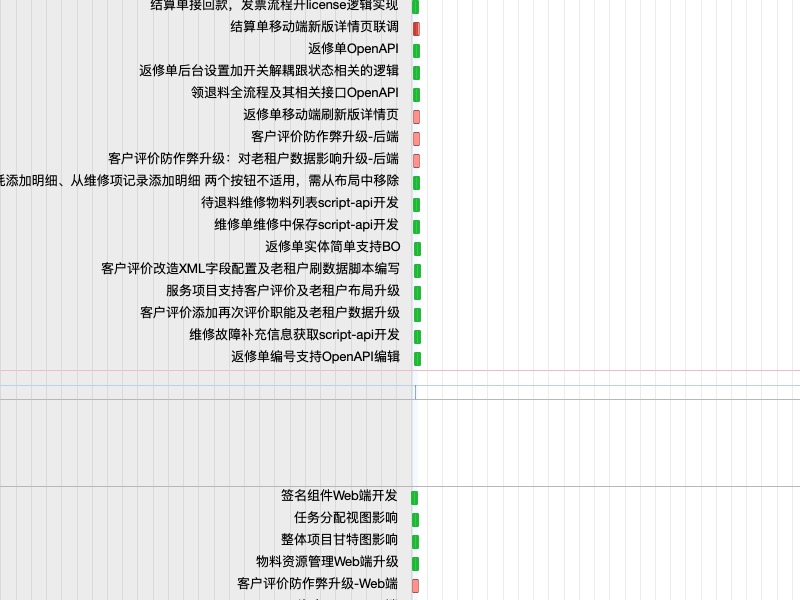 结算单接回款，发票流程开license逻辑实现
结算单移动端新版详情页联调
返修单OpenAPI
返修单后台设置加开关解耦跟状态相关的逻辑
领退料全流程及其相关接口OpenAPI
返修单移动端刷新版详情页
客户评价防作弊升级-后端
客户评价防作弊升级：对老租户数据影响升级-后端
添加明细、从维修项记录添加明细 两个按钮不适用，需从布局中移除
待退料维修物料列表script-api开发
维修单维修中保存script-api开发
返修单实体简单支持BO
客户评价改造XML字段配置及老租户刷数据脚本编写
服务项目支持客户评价及老租户布局升级
客户评价添加再次评价职能及老租户数据升级
维修故障补充信息获取script-api开发
返修单编号支持OpenAPI编辑
签名组件Web端开发
任务分配视图影响
整体项目甘特图影响
物料资源管理Web端升级
客户评价防作弊升级-Web端